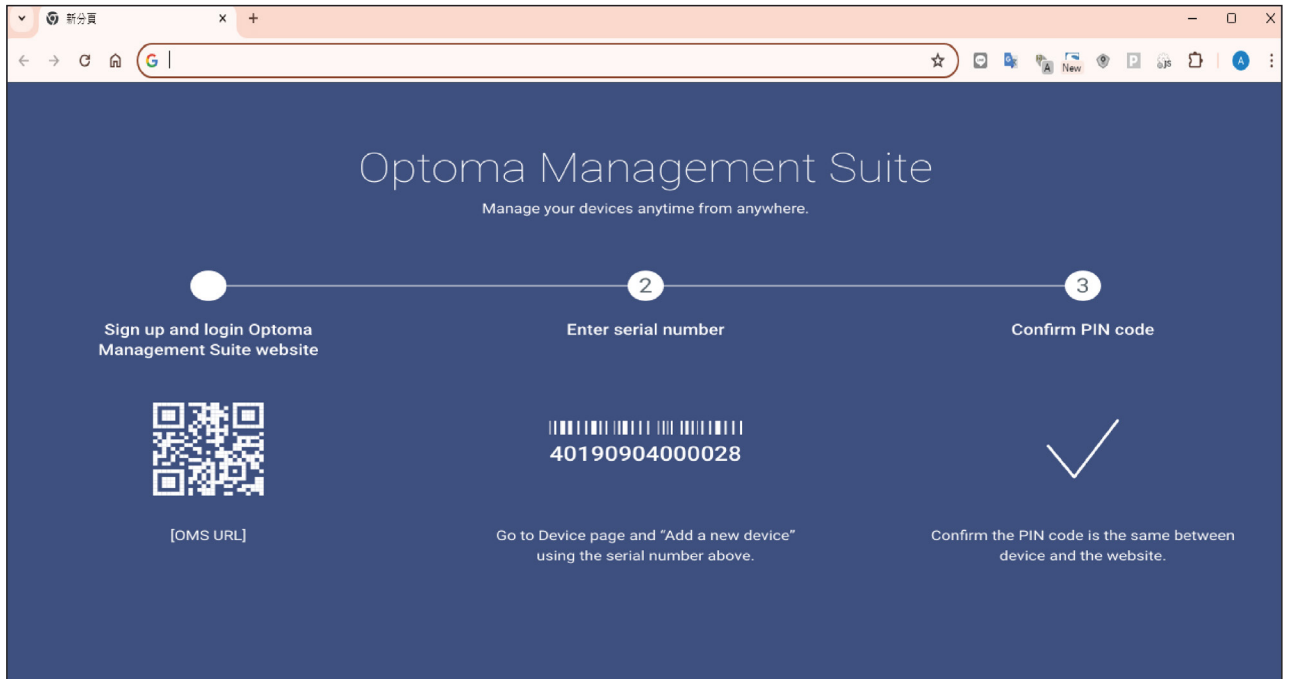 新分頁
G
A
New
P
js
A
Optoma Management Suite
Manage your devices anytime from anywhere.
2
3
Sign up and login Optoma
Management Suite website
Enter serial number
Confirm PIN code
40190904000028
[OMS URL]
Go to Device page and “Add a new device”
using the serial number above.
Confirm the PIN code is the same between
device and the website.